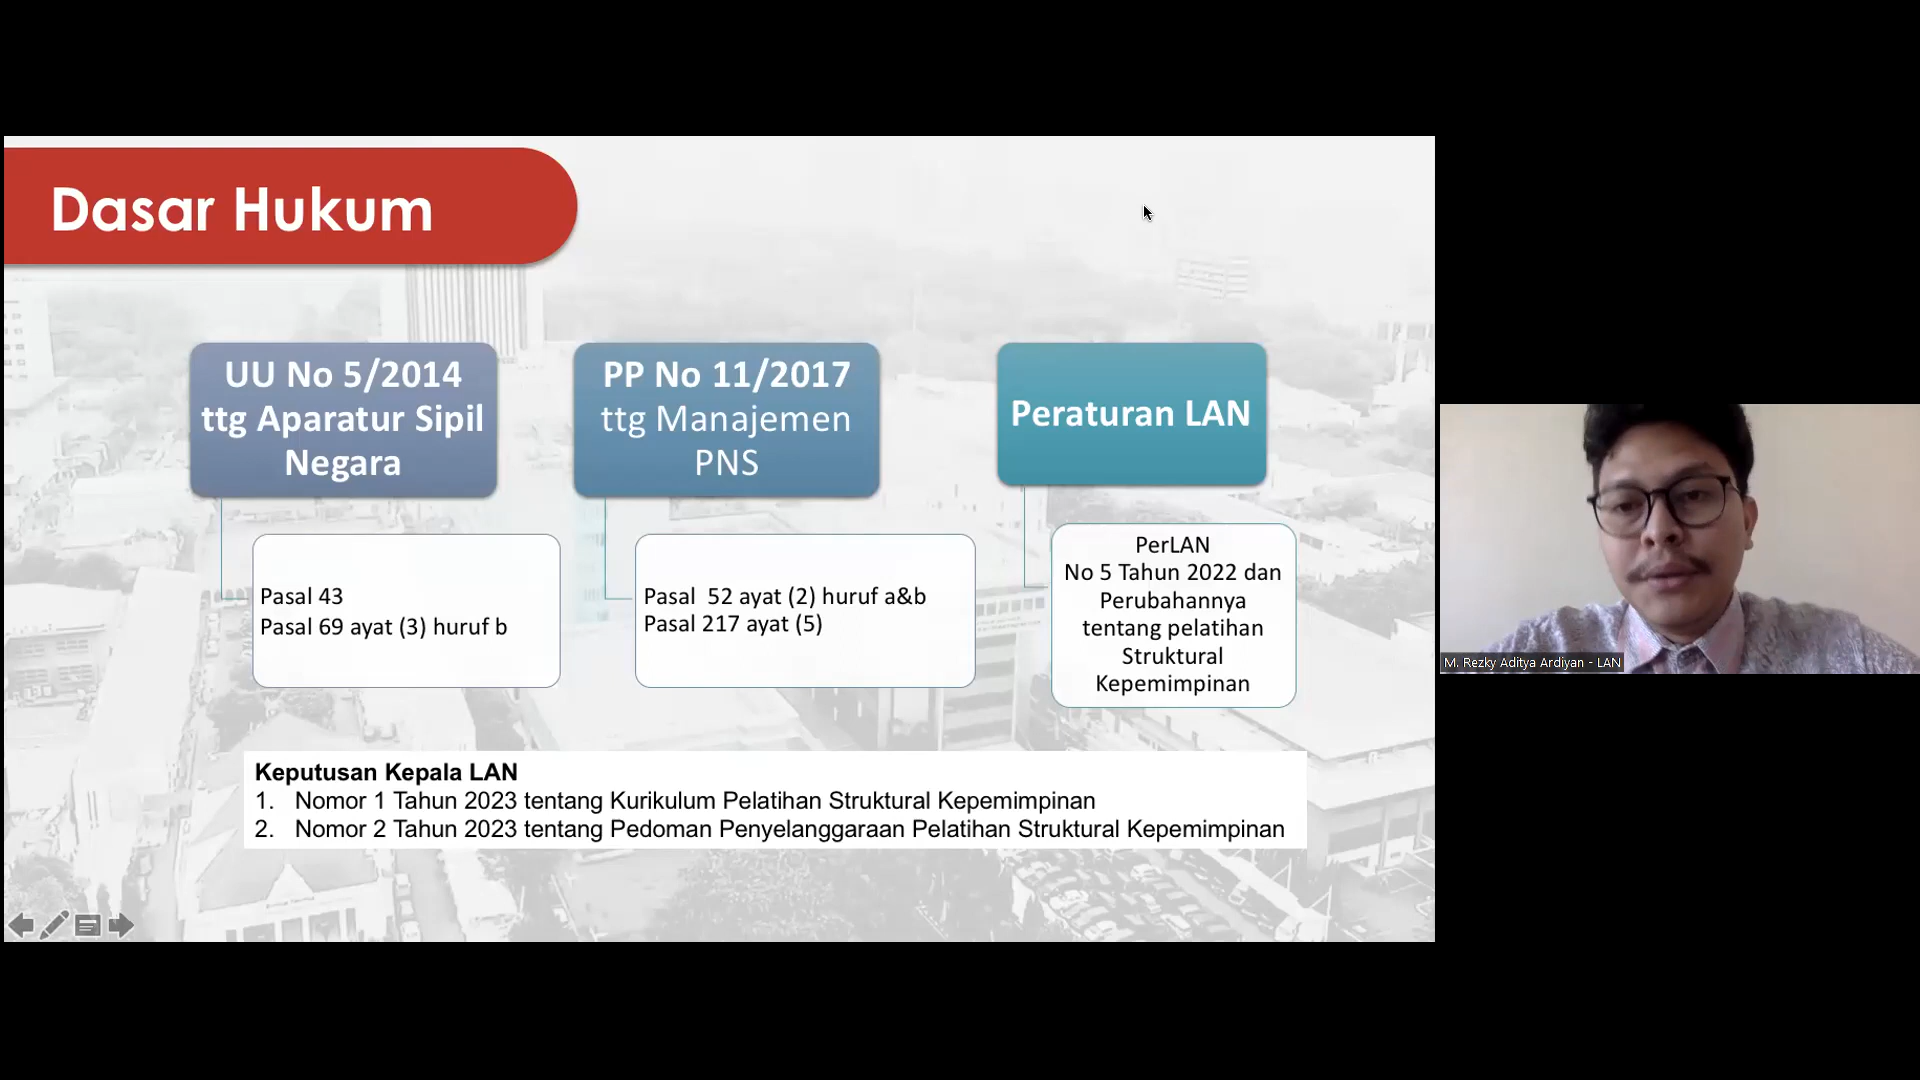 Dasar Hukum
UU No 5/2014
ttg Aparatur Sipil
Negara
Pasal 43
Pasal 69 ayat (3) huruf b
PP No 11/2017
ttg Manajemen
PNS
Pasal  52 ayat (2) huruf a&b
Pasal 217 ayat (5)
Peraturan LAN
PerLAN
No 5 Tahun 2022 dan
Perubahannya
tentang pelatihan
Struktural
Kepemimpinan
Keputusan Kepala LAN
1. Nomor 1 Tahun 2023 tentang Kurikulum Pelatihan Struktural Kepemimpinan
2. Nomor 2 Tahun 2023 tentang Pedoman Penyelanggaraan Pelatihan Struktural Kepemimpinan
M. Rezky Aditya Ardiyan - LAN